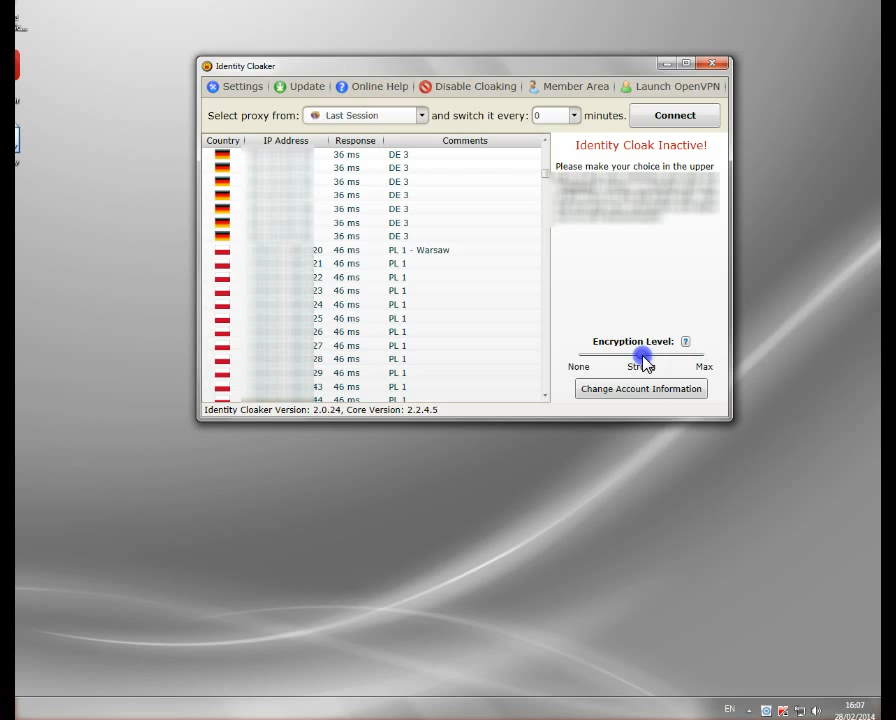 Identity Cloaker
Settings Update Online Help Disable Cloaking Member Area Launch OpenVPN
Select proxy from: Last Session and switch it every: 0 minutes. Connect
Country IP Address Response Comments
Identity Cloak Inactive!
Please make your choice in the upper
36 ms DE 3
36 ms DE 3
36 ms DE 3
36 ms DE 3
36 ms DE 3
36 ms DE 3
36 ms DE 3
20 46 ms PL 1 - Warsaw
21 46 ms PL 1
22 46 ms PL 1
23 46 ms PL 1
24 46 ms PL 1
25 46 ms PL 1
26 46 ms PL 1
27 46 ms PL 1
28 46 ms PL 1
29 46 ms PL 1
43 46 ms PL 1
44 46 ms PL 1
Encryption Level: ?
None Max
Change Account Information
Identity Cloaker Version: 2.0.24, Core Version: 2.2.4.5
EN
16:07
28/02/2014